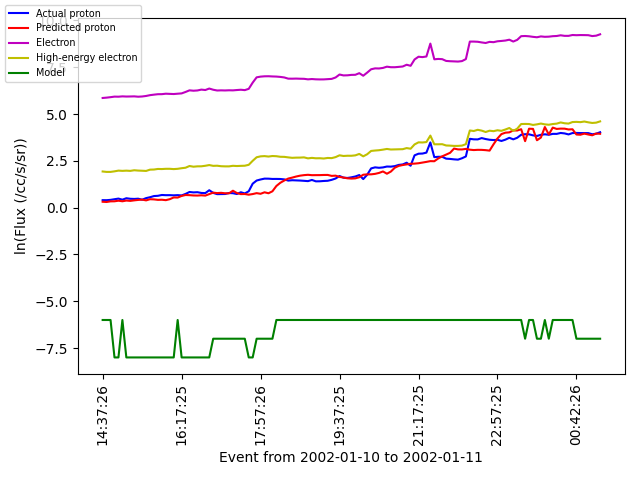 Actual proton
Predicted proton
Electron
High-energy electron
Model
5.0
2.5
0.0
−2.5
−5.0
−7.5
ln(Flux (/cc/s/sr))
14:37:26
16:17:25
17:57:26
19:37:25
21:17:25
22:57:25
00:42:26
Event from 2002-01-10 to 2002-01-11